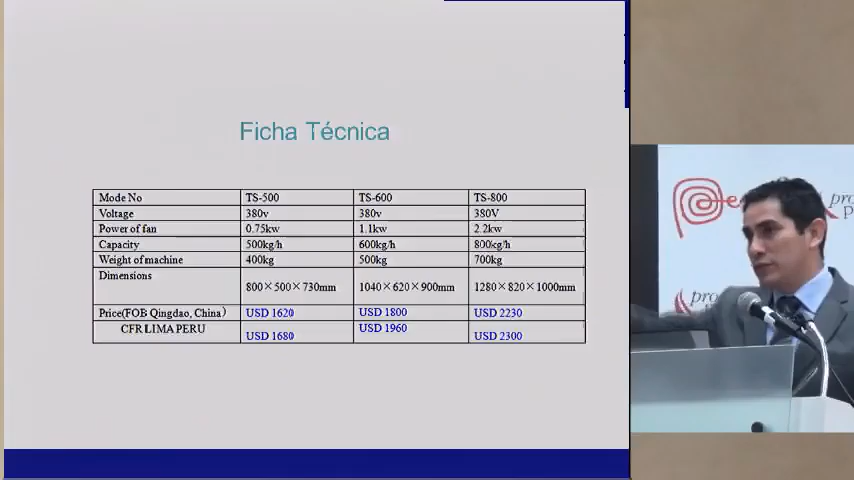 Ficha Técnica
Mode No TS-500 TS-600 TS-800
Voltage 380v 380v 380V
Power of fan 0.75kw 1.1kw 2.2kw
Capacity 500kg/h 600kg/h 800kg/h
Weight of machine 400kg 500kg 700kg
Dimensions 800×500×730mm 1040×620×900mm 1280×820×1000mm
Price(FOB Qingdao, China) USD 1620 USD 1800 USD 2230
CFR LIMA PERU USD 1680 USD 1960 USD 2300
Pe
pro
p
pro